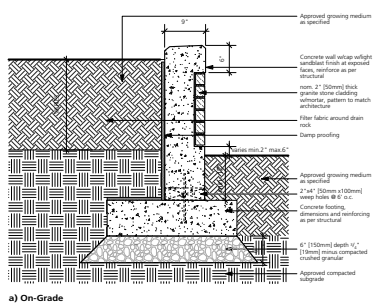 9"
Approved growing medium
as specified
Concrete wall w/cap w/light
sandblast finish at exposed
faces, reinforce as per
structural
6"
nom. 2" [50mm] thick
granite stone cladding
w/mortar, pattern to match
architecture
Filter fabric around drain
rock
Damp proofing
varies min.2" max.6"
Approved growing medium
as specified
2"x4" [50mm x100mm]
weep holes @ 6' o.c.
Concrete footing,
dimensions and reinforcing
as per structural
6" [150mm] depth 3/4"
[19mm] minus compacted
crushed granular
Approved compacted
subgrade
a) On-Grade